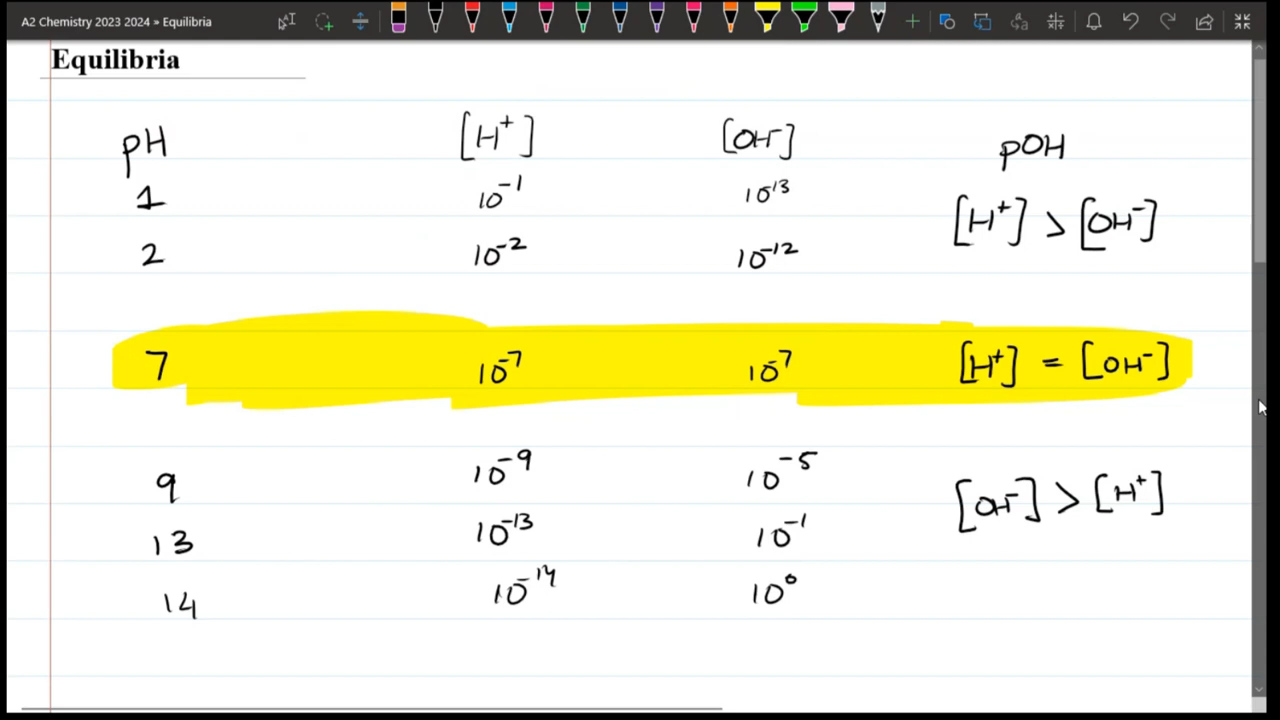 A2 Chemistry 2023 2024 » Equilibria
Equilibria
pH [H⁺] [OH⁻] pOH
1 10⁻¹ 10¹³ [H⁺] > [OH⁻]
2 10⁻² 10⁻¹²
7 10⁻⁷ 10⁻⁷ [H⁺] = [OH⁻]
9 10⁻⁹ 10⁻⁵ [OH⁻] > [H⁺]
13 10⁻¹³ 10⁻¹
14 10⁻¹⁴ 10⁰